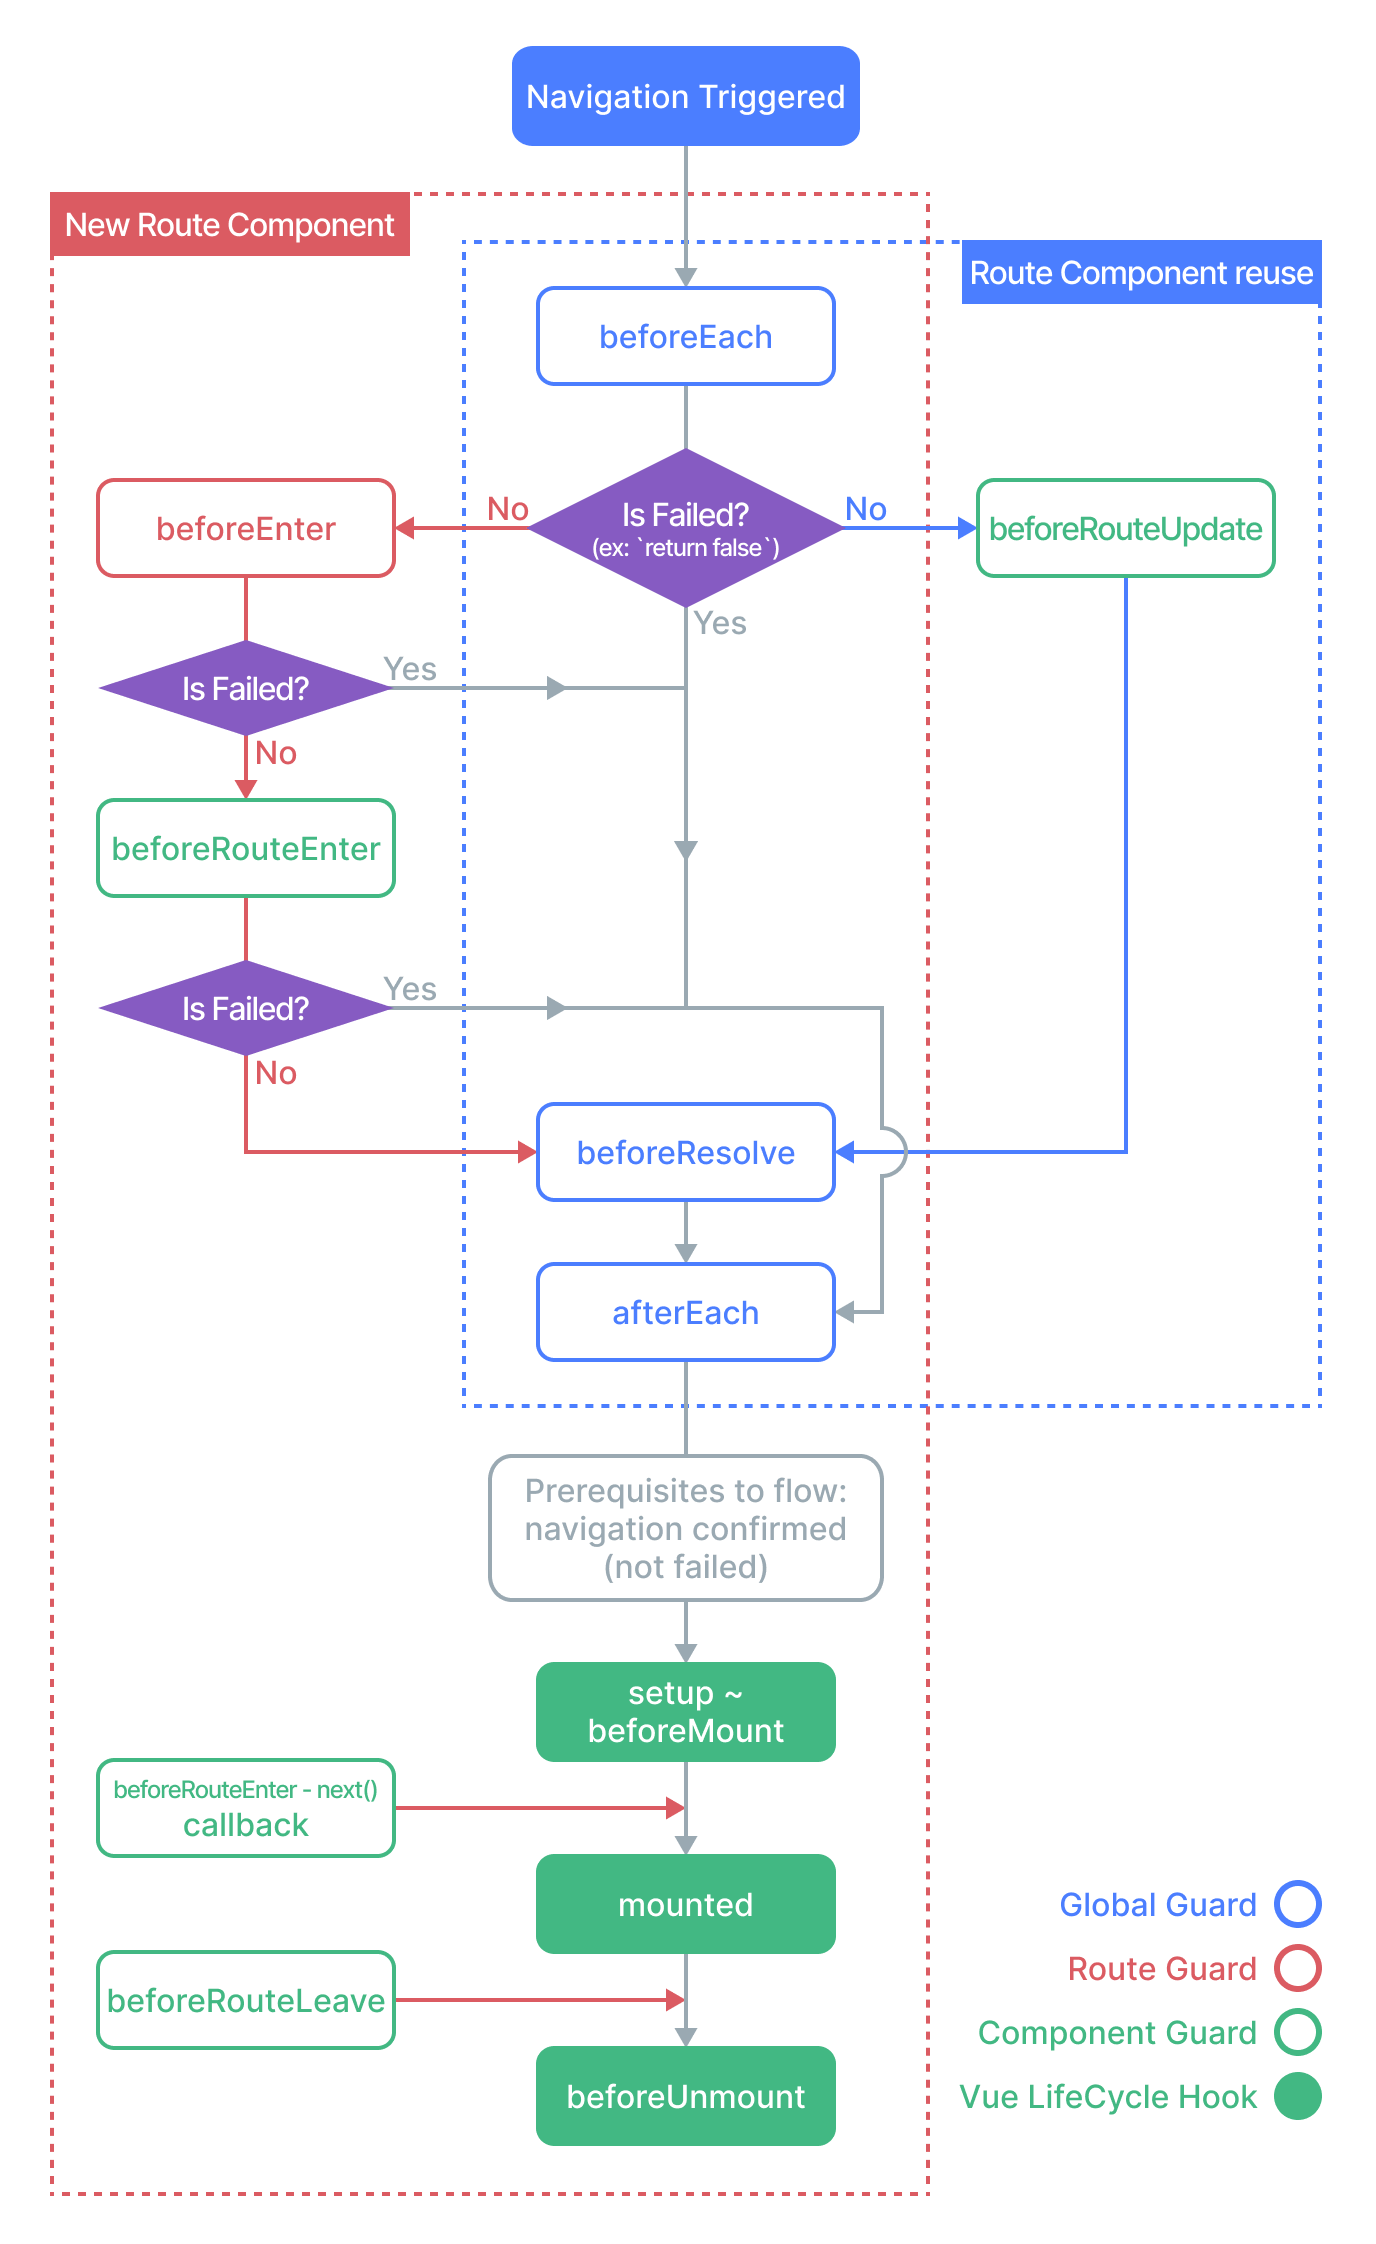 Navigation Triggered
New Route Component
Route Component reuse
beforeEach
No
Is Failed?
(ex: `return false`)
No
beforeEnter
beforeRouteUpdate
Yes
Is Failed?
Yes
No
beforeRouteEnter
Is Failed?
Yes
No
beforeResolve
afterEach
Prerequisites to flow:
navigation confirmed
(not failed)
setup ~
beforeMount
beforeRouteEnter - next()
callback
mounted
beforeRouteLeave
beforeUnmount
Global Guard
Route Guard
Component Guard
Vue LifeCycle Hook